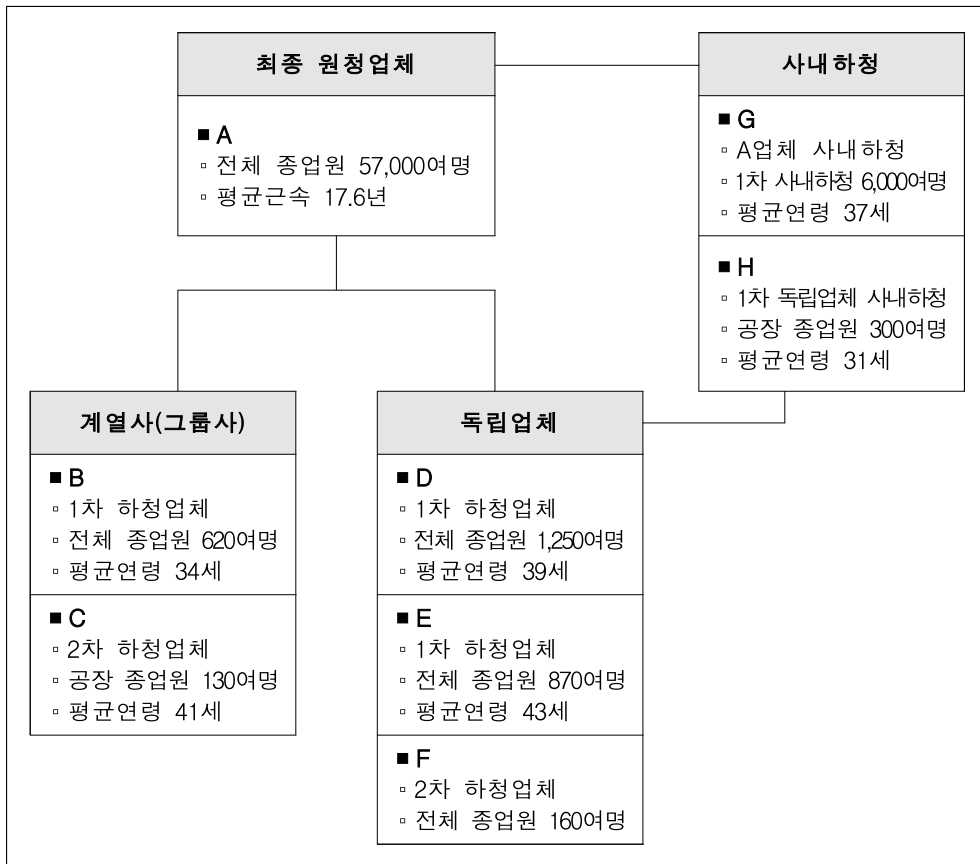 최종 원청업체
■ A
▫ 전체 종업원 57,000여명
▫ 평균근속 17.6년
사내하청
■ G
▫ A업체 사내하청
▫ 1차 사내하청 6,000여명
▫ 평균연령 37세
■ H
▫ 1차 독립업체 사내하청
▫ 공장 종업원 300여명
▫ 평균연령 31세
계열사(그룹사)
■ B
▫ 1차 하청업체
▫ 전체 종업원 620여명
▫ 평균연령 34세
■ C
▫ 2차 하청업체
▫ 공장 종업원 130여명
▫ 평균연령 41세
독립업체
■ D
▫ 1차 하청업체
▫ 전체 종업원 1,250여명
▫ 평균연령 39세
■ E
▫ 1차 하청업체
▫ 전체 종업원 870여명
▫ 평균연령 43세
■ F
▫ 2차 하청업체
▫ 전체 종업원 160여명